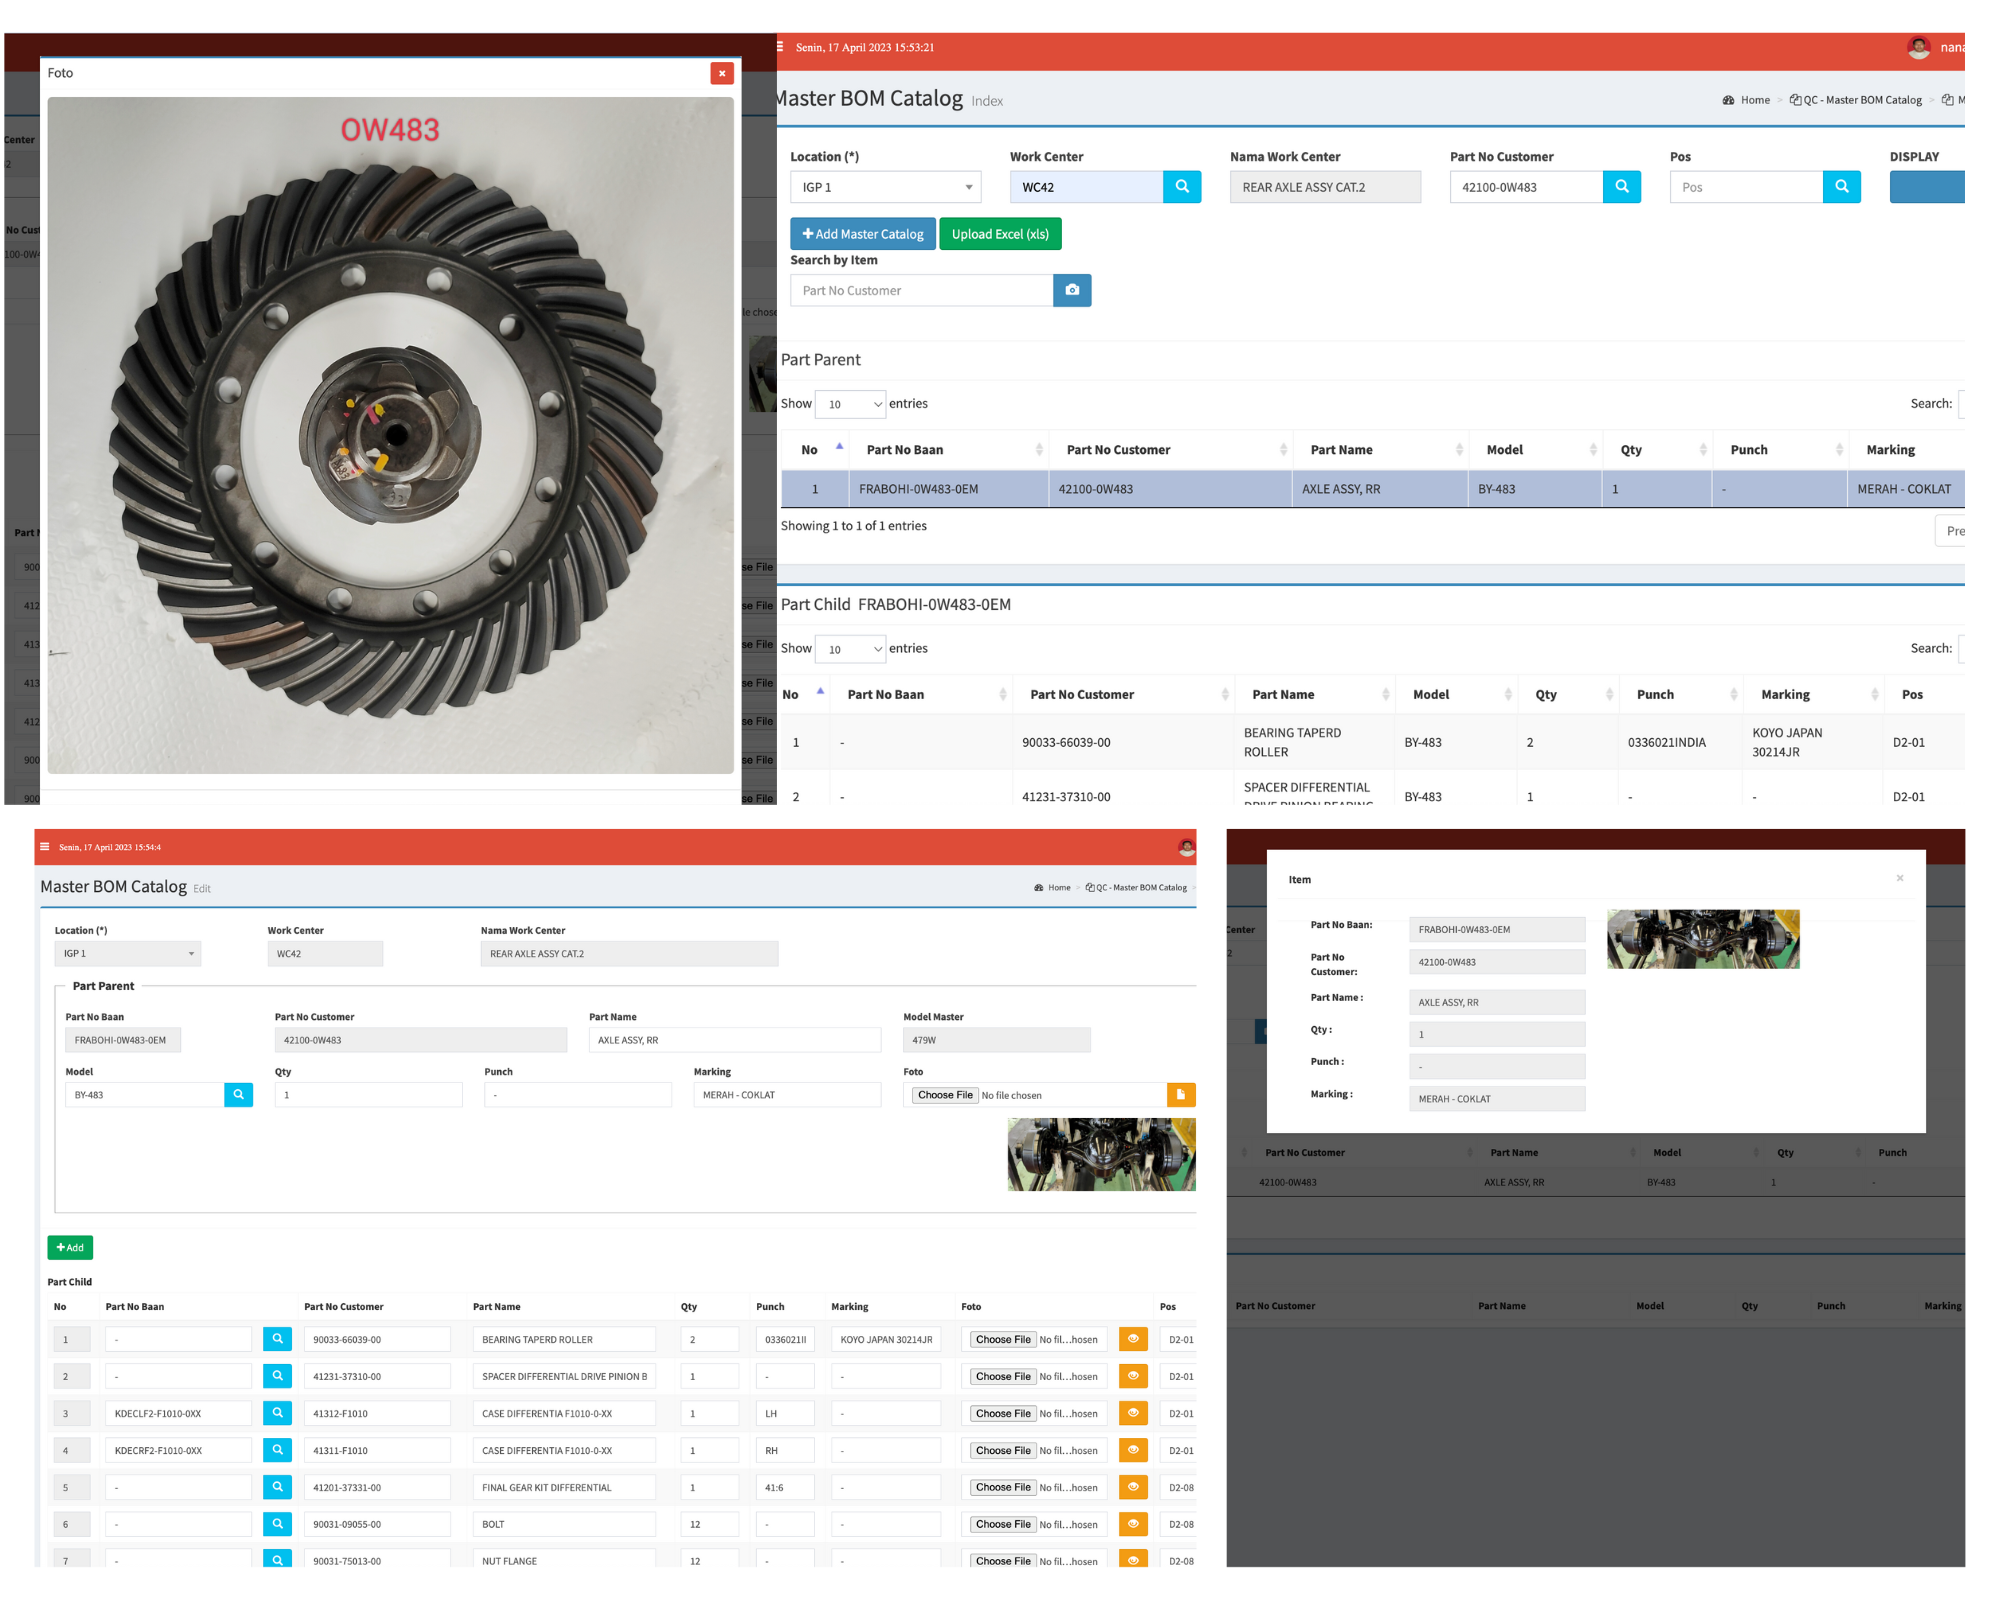 Foto
OW483
Center
2
No Cust
100-0W4
le chose
Part N
900
412
413
413
412
900
900
se File
se File
se File
se File
se File
se File
se File
Senin, 17 April 2023 15:53:21
nana
Master BOM Catalog Index
Home > QC - Master BOM Catalog > M
Location (*) Work Center Nama Work Center Part No Customer Pos DISPLAY
IGP 1 WC42 REAR AXLE ASSY CAT.2 42100-0W483 Pos
+ Add Master Catalog Upload Excel (xls)
Search by Item
Part No Customer
Part Parent
Show 10 entries Search:
No Part No Baan Part No Customer Part Name Model Qty Punch Marking
1 FRABOHI-0W483-0EM 42100-0W483 AXLE ASSY, RR BY-483 1 - MERAH - COKLAT
Showing 1 to 1 of 1 entries Pre
Part Child FRABOHI-0W483-0EM
Show 10 entries Search:
No Part No Baan Part No Customer Part Name Model Qty Punch Marking Pos
1 - 90033-66039-00 BEARING TAPERD ROLLER BY-483 2 0336021INDIA KOYO JAPAN 30214JR D2-01
2 - 41231-37310-00 SPACER DIFFERENTIAL DRIVE PINION BEARING BY-483 1 - - D2-01
Senin, 17 April 2023 15:54:4
Master BOM Catalog Edit
Home > QC - Master BOM Catalog >
Location (*) Work Center Nama Work Center
IGP 1 WC42 REAR AXLE ASSY CAT.2
Part Parent
Part No Baan Part No Customer Part Name Model Master
FRABOHI-0W483-0EM 42100-0W483 AXLE ASSY, RR 479W
Model Qty Punch Marking Foto
BY-483 1 - MERAH - COKLAT Choose File No file chosen
+ Add
Part Child
No Part No Baan Part No Customer Part Name Qty Punch Marking Foto Pos
1 - 90033-66039-00 BEARING TAPERD ROLLER 2 0336021II KOYO JAPAN 30214JR Choose File No fil...hosen D2-01
2 - 41231-37310-00 SPACER DIFFERENTIAL DRIVE PINION B 1 - - Choose File No fil...hosen D2-01
3 KDECLF2-F1010-0XX 41312-F1010 CASE DIFFERENTIA F1010-0-XX 1 LH - Choose File No fil...hosen D2-01
4 KDECRF2-F1010-0XX 41311-F1010 CASE DIFFERENTIA F1010-0-XX 1 RH - Choose File No fil...hosen D2-01
5 - 41201-37331-00 FINAL GEAR KIT DIFFERENTIAL 1 41:6 - Choose File No fil...hosen D2-08
6 - 90031-09055-00 BOLT 12 - - Choose File No fil...hosen D2-08
7 - 90031-75013-00 NUT FLANGE 12 - - Choose File No fil...hosen D2-08
Item
Part No Baan: FRABOHI-0W483-0EM
Part No Customer: 42100-0W483
Part Name : AXLE ASSY, RR
Qty : 1
Punch : -
Marking : MERAH - COKLAT
Center
2
Part No Customer Part Name Model Qty Punch
42100-0W483 AXLE ASSY, RR BY-483 1 -
Part No Customer Part Name Model Qty Punch Marking